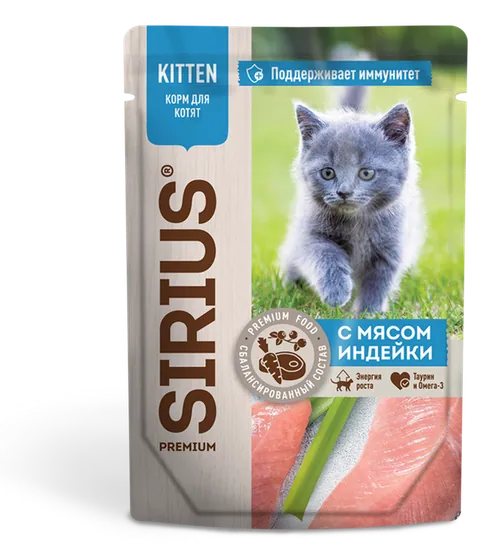 KITTEN
КОРМ ДЛЯ
КОТЯТ
Поддерживает иммунитет
SIRIUS®
PREMIUM
PREMIUM FOOD
СБАЛАНСИРОВАННЫЙ СОСТАВ
С МЯСОМ
ИНДЕЙКИ
Энергия
роста
Таурин
и Омега-3